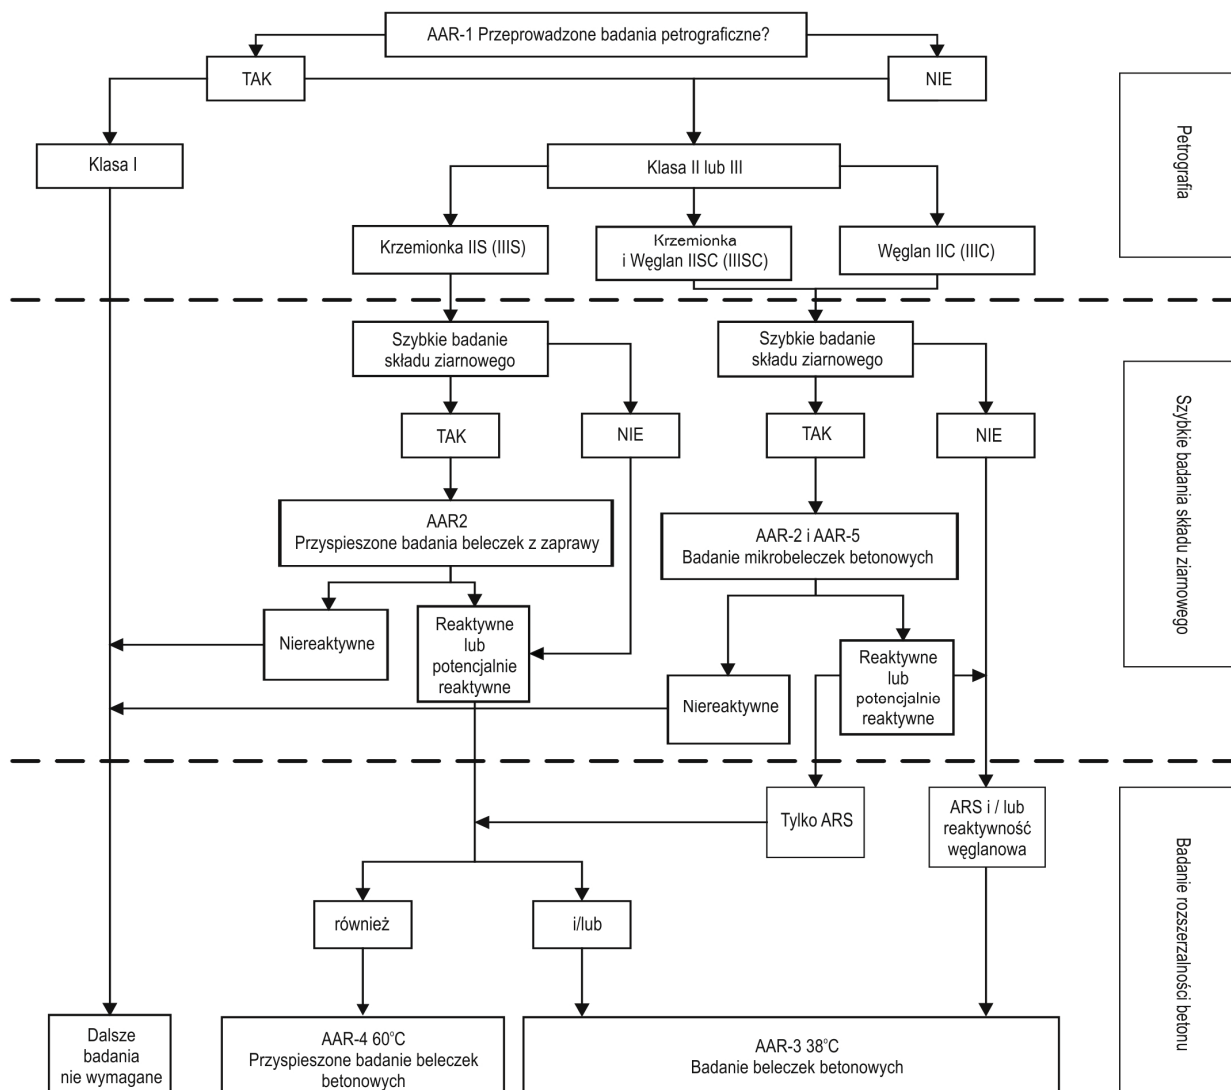 AAR-1 Przeprowadzone badania petrograficzne?
TAK
NIE
Klasa I
Klasa II lub III
Krzemionka IIS (IIIS)
Krzemionka
i Węglan IISC (IIISC)
Węglan IIC (IIIC)
Petrografia
Szybkie badanie
składu ziarnowego
Szybkie badanie
składu ziarnowego
TAK
NIE
TAK
NIE
AAR2
Przyspieszone badania beleczek z zaprawy
AAR-2 i AAR-5
Badanie mikrobeleczek betonowych
Niereaktywne
Reaktywne
lub
potencjalnie
reaktywne
Niereaktywne
Reaktywne
lub
potencjalnie
reaktywne
Szybkie badania składu ziarnowego
Tylko ARS
ARS i / lub
reaktywność
węglanowa
również
i/lub
Dalsze
badania
nie wymagane
AAR-4 60°C
Przyspieszone badanie beleczek
betonowych
AAR-3 38°C
Badanie beleczek betonowych
Badanie rozszerzalności betonu